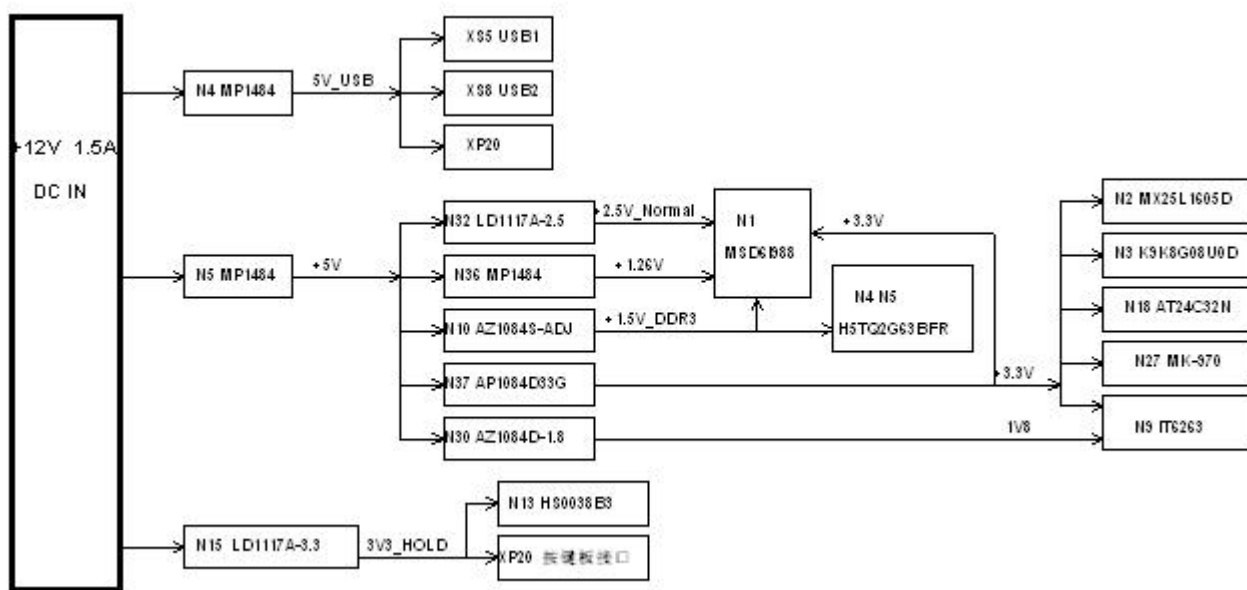 +12V 1.5A
DC IN
N4 MP1484
5V_USB
XS5 USB1
XS8 USB2
XP20
N5 MP1484
+5V
N32 LD1117A-2.5
+2.5V_Normal
N36 MP1484
+1.26V
N10 AZ1084S-ADJ
+1.5V_DDR3
N37 AP1084D33G
N30 AZ1084D-1.8
N1
MSD6I988
+3.3V
N4 N5
H5TQ2G63BFR
+3.3V
1V8
N2 MX25L1605D
N3 K9K8G08U0D
N18 AT24C32N
N27 MK-970
N9 IT6263
N15 LD1117A-3.3
3V3_HOLD
N13 HS0038B3
XP20 按键板接口